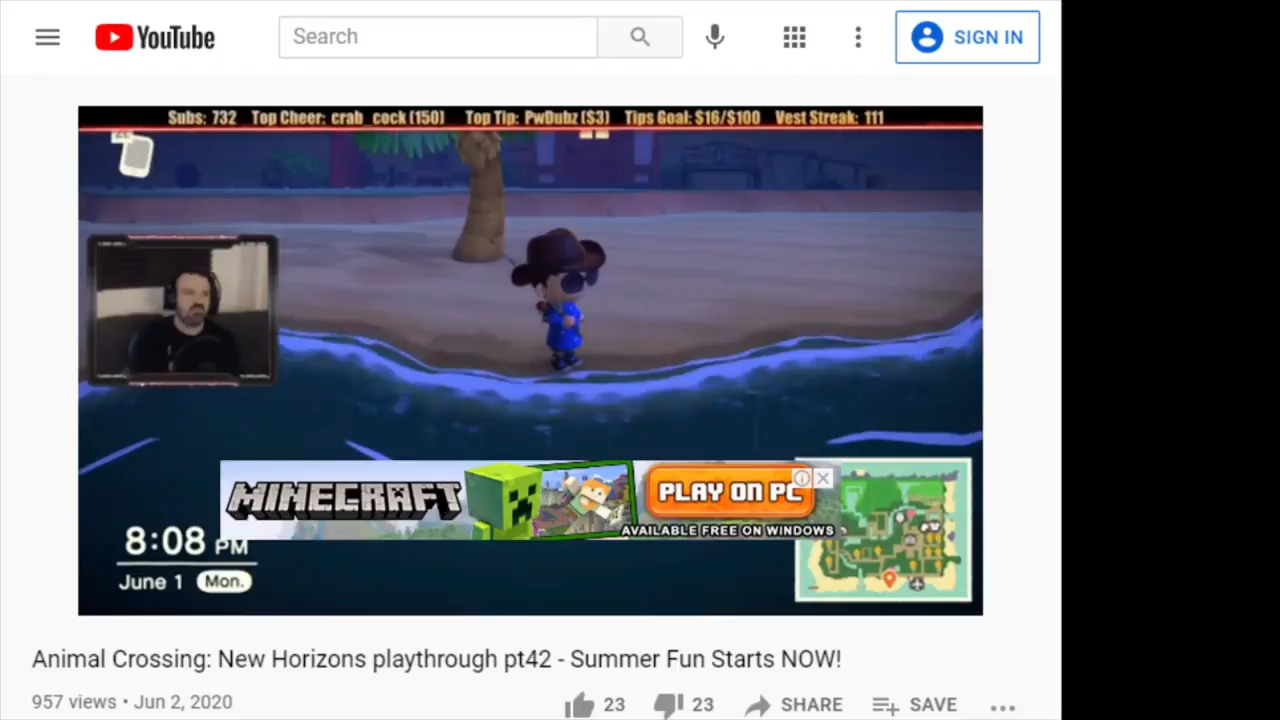 YouTube
Search
SIGN IN
Subs: 732 Top Cheer: crab_cock (150) Top Tip: PwDubz ($3) Tips Goal: $16/$100 Vest Streak: 111
MINECRAFT
PLAY ON PC
AVAILABLE FREE ON WINDOWS
8:08 PM
June 1 Mon.
Animal Crossing: New Horizons playthrough pt42 - Summer Fun Starts NOW!
957 views • Jun 2, 2020
23 23 SHARE SAVE